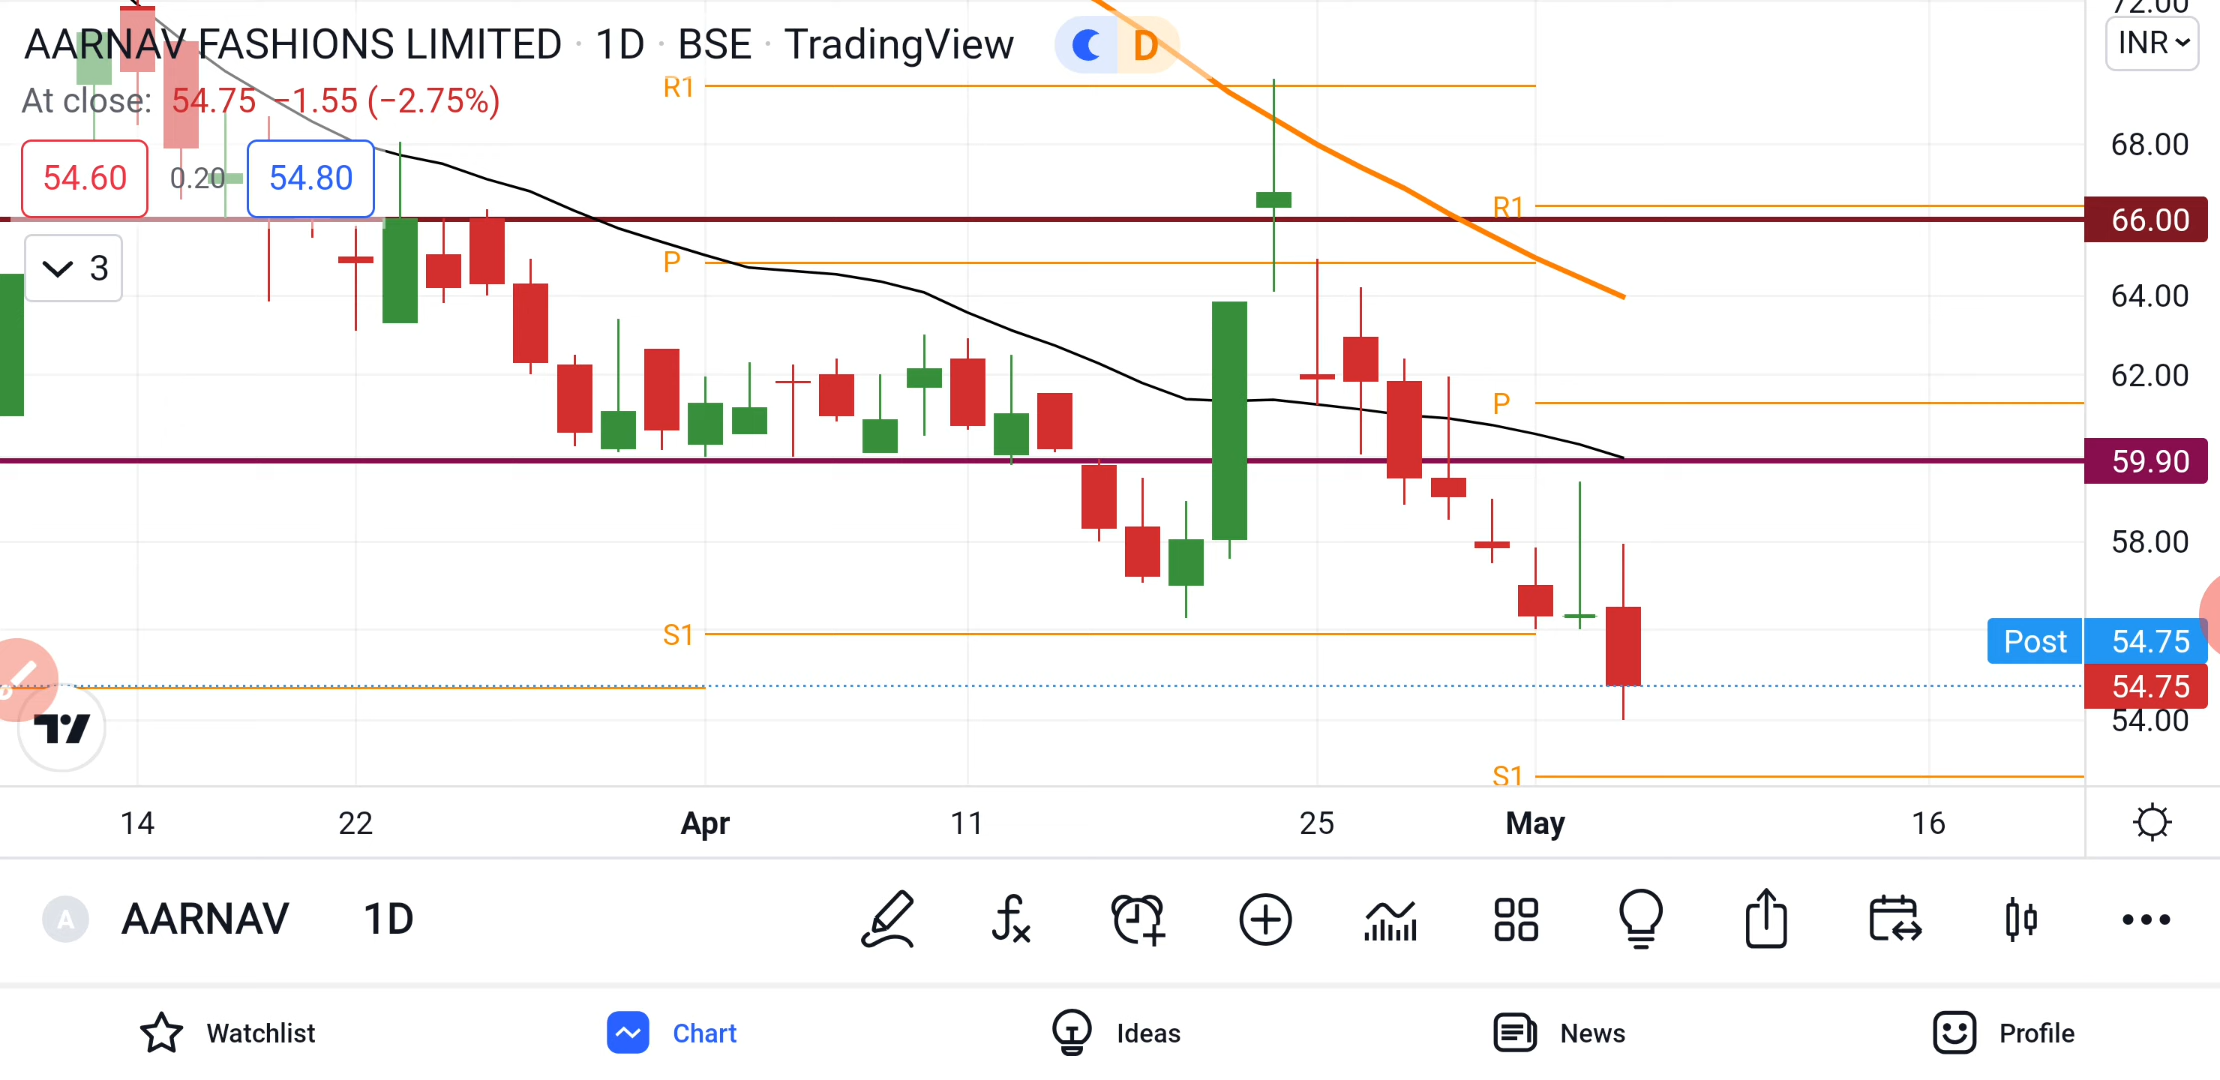 72.00
AARNAV FASHIONS LIMITED · 1D · BSE · TradingView
D
INR
At close: 54.75 −1.55 (−2.75%)
R1
68.00
54.60
0.20
54.80
R1
66.00
3
P
64.00
62.00
P
59.90
58.00
S1
Post 54.75
54.75
54.00
S1
14 22 Apr 11 25 May 16
A AARNAV 1D
Watchlist Chart Ideas News Profile